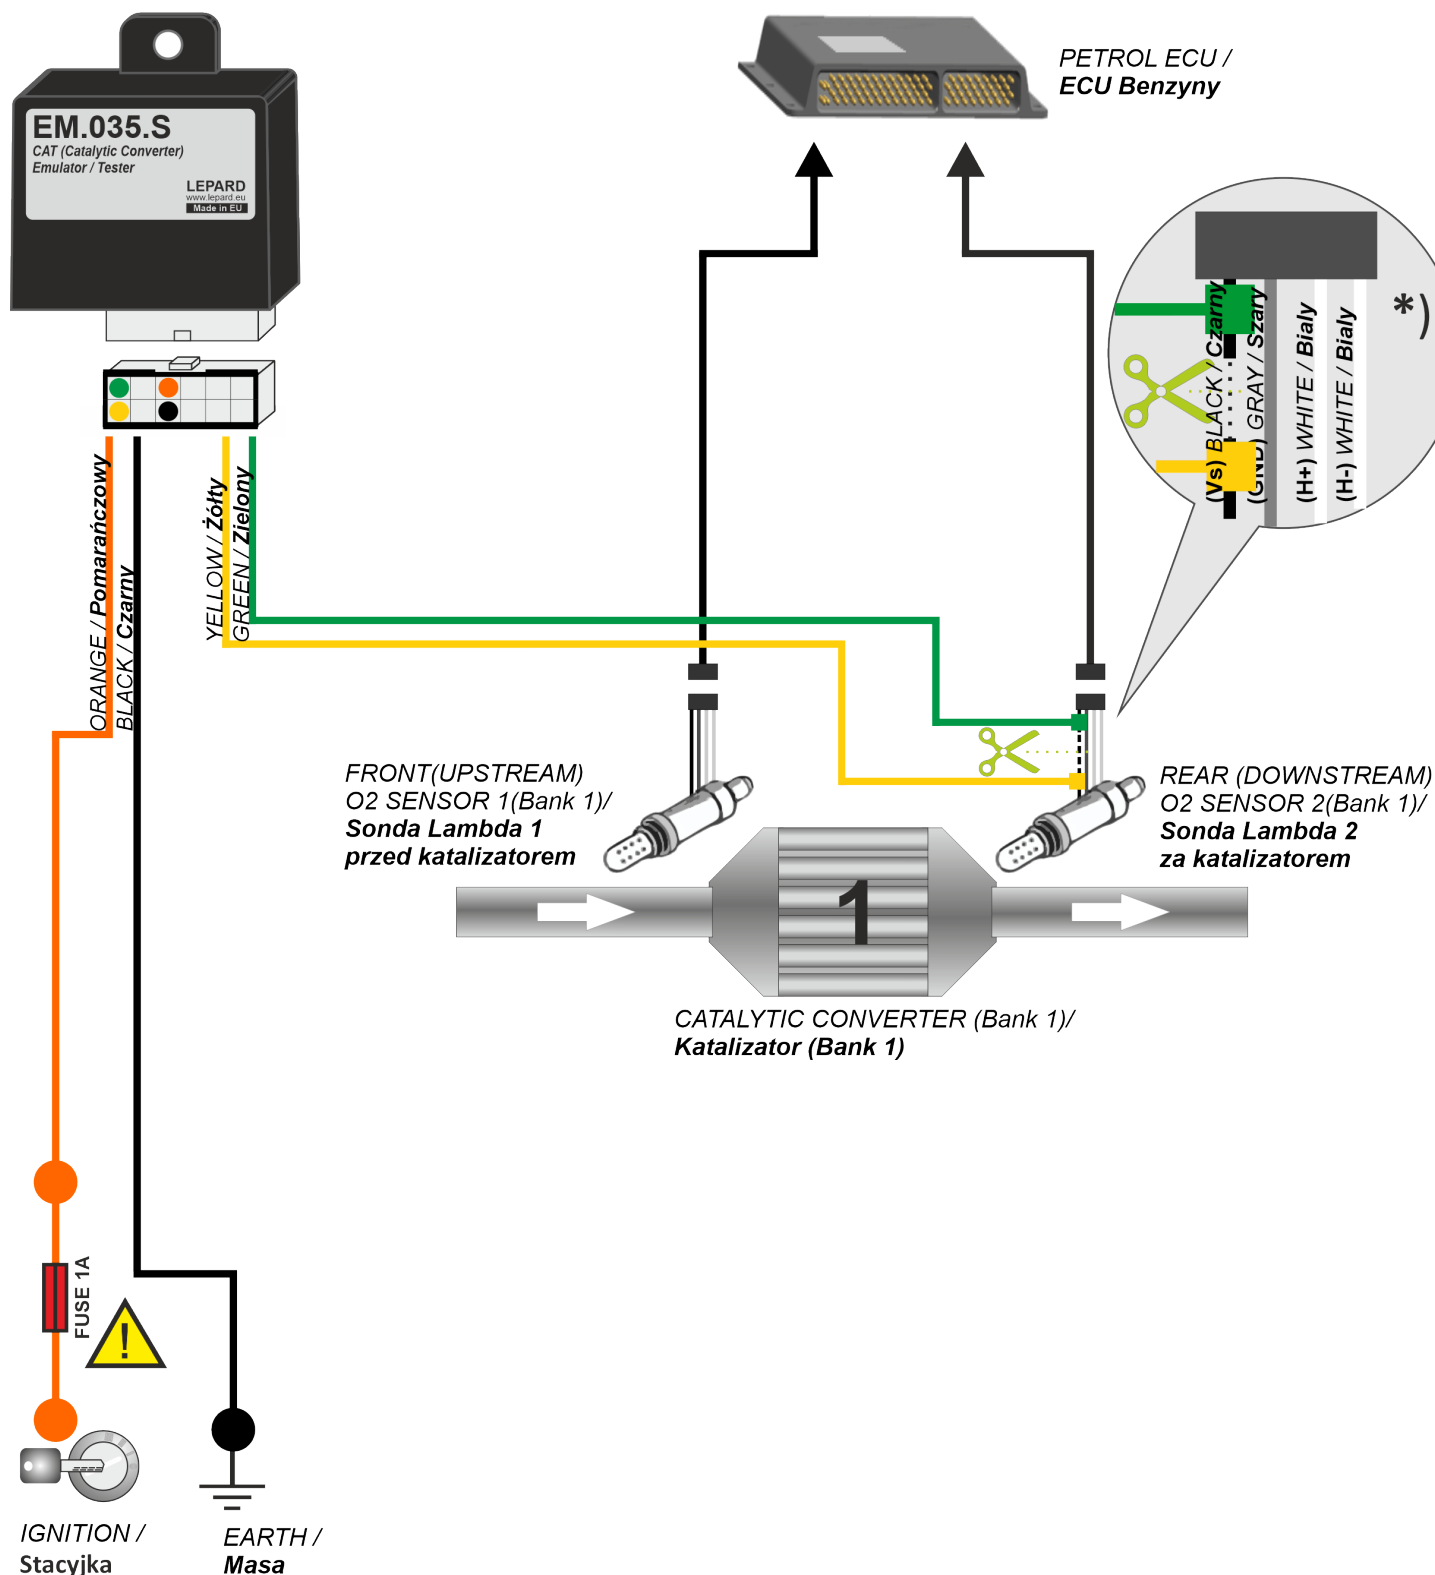 EM.035.S
CAT (Catalytic Converter)
Emulator / Tester
LEPARD
www.lepard.eu
Made in EU
PETROL ECU /
ECU Benzyny
*)
(Vs) BLACK / Czarny
(GND) GRAY / Szary
(H+) WHITE / Bialy
(H-) WHITE / Bialy
ORANGE / Pomarańczowy
BLACK / Czarny
YELLOW / Żółty
GREEN / Zielony
FRONT(UPSTREAM)
O2 SENSOR 1(Bank 1)/
Sonda Lambda 1
przed katalizatorem
REAR (DOWNSTREAM)
O2 SENSOR 2(Bank 1)/
Sonda Lambda 2
za katalizatorem
1
CATALYTIC CONVERTER (Bank 1)/
Katalizator (Bank 1)
FUSE 1A
!
IGNITION /
Stacyjka
EARTH /
Masa